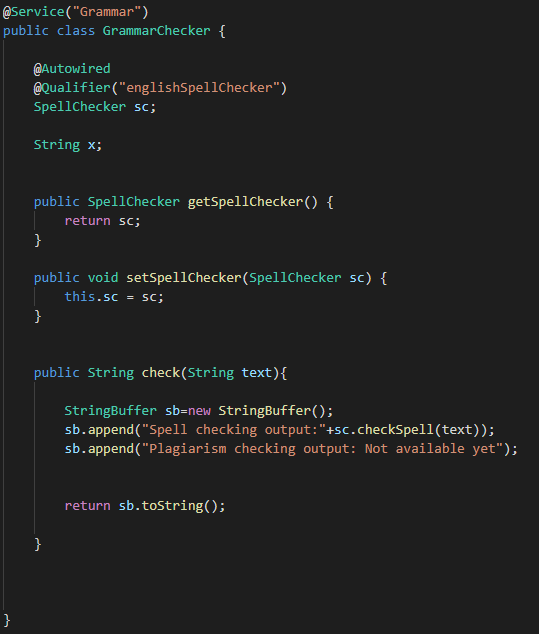 @Service("Grammar")
public class GrammarChecker {
@Autowired
@Qualifier("englishSpellChecker")
SpellChecker sc;
String x;
public SpellChecker getSpellChecker() {
return sc;
}
public void setSpellChecker(SpellChecker sc) {
this.sc = sc;
}
public String check(String text){
StringBuffer sb=new StringBuffer();
sb.append("Spell checking output:"+sc.checkSpell(text));
sb.append("Plagiarism checking output: Not available yet");
return sb.toString();
}
}